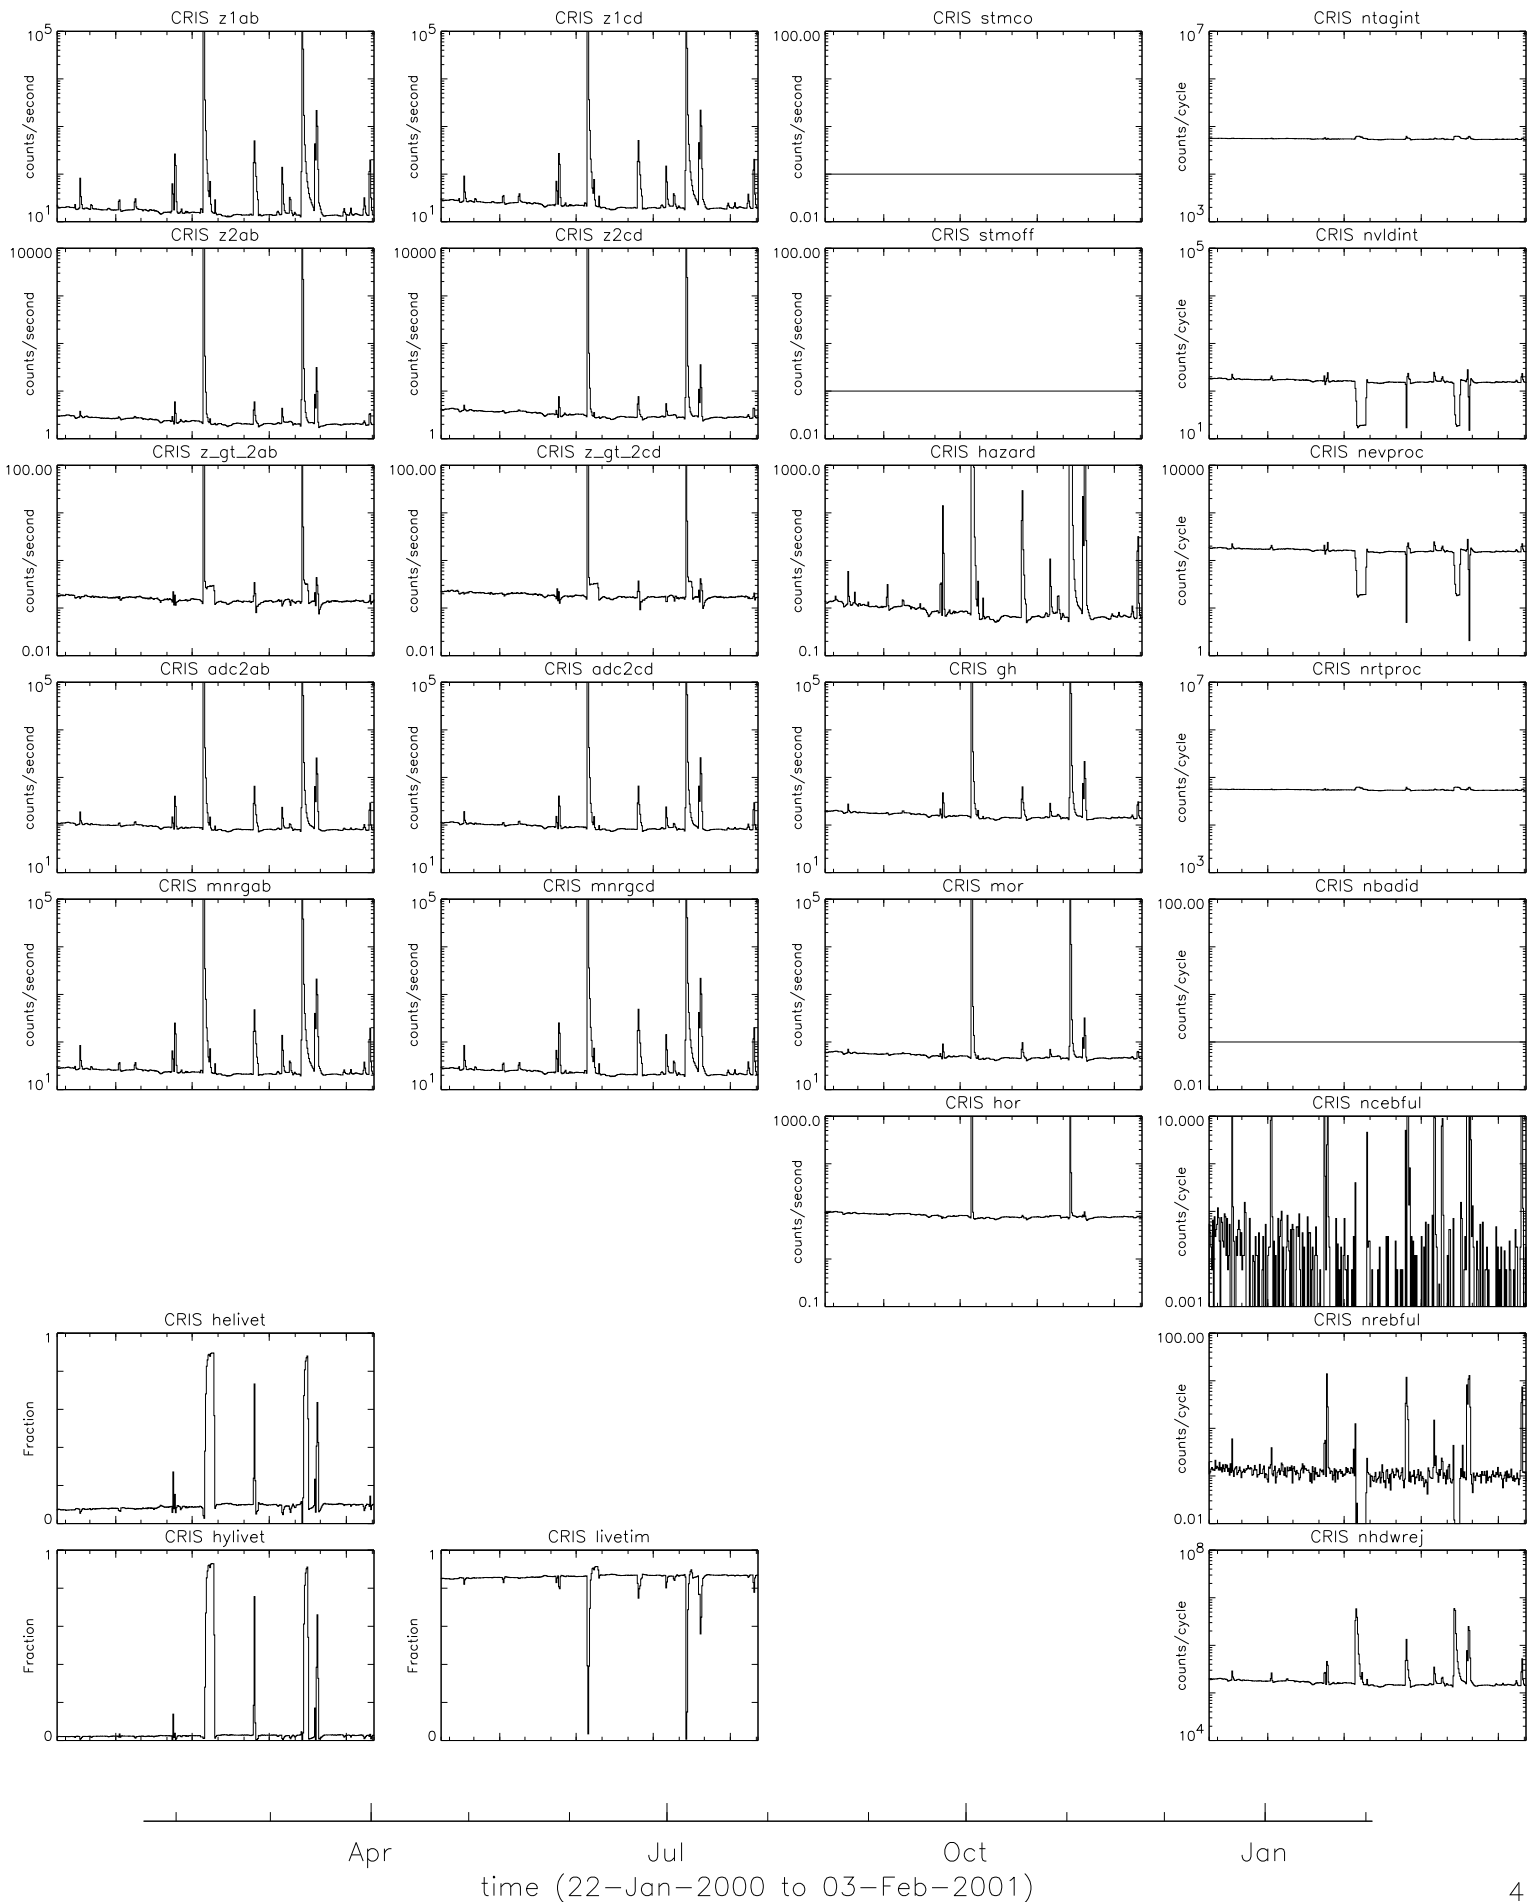 CRIS z1ab
CRIS z1cd
CRIS stmco
CRIS ntagint
10^5
counts/second
10^1
10^5
counts/second
10^1
100.00
counts/second
0.01
10^7
counts/cycle
10^3
CRIS z2ab
CRIS z2cd
CRIS stmoff
CRIS nvldint
10000
counts/second
1
10000
counts/second
1
100.00
counts/second
0.01
10^5
counts/cycle
10^1
CRIS z_gt_2ab
CRIS z_gt_2cd
CRIS hazard
CRIS nevproc
100.00
counts/second
0.01
100.00
counts/second
0.01
1000.0
counts/second
0.1
10000
counts/cycle
1
CRIS adc2ab
CRIS adc2cd
CRIS gh
CRIS nrtproc
10^5
counts/second
10^1
10^5
counts/second
10^1
10^5
counts/second
10^1
10^7
counts/cycle
10^3
CRIS mnrgab
CRIS mnrgcd
CRIS mor
CRIS nbadid
10^5
counts/second
10^1
10^5
counts/second
10^1
10^5
counts/second
10^1
100.00
counts/cycle
0.01
CRIS hor
CRIS ncebful
1000.0
counts/second
0.1
10.000
counts/cycle
0.001
CRIS helivet
CRIS nrebful
1
Fraction
0
100.00
counts/cycle
0.01
CRIS hylivet
CRIS livetim
CRIS nhdwrej
1
Fraction
0
1
Fraction
0
10^8
counts/cycle
10^4
Apr
Jul
Oct
Jan
time (22-Jan-2000 to 03-Feb-2001)
4